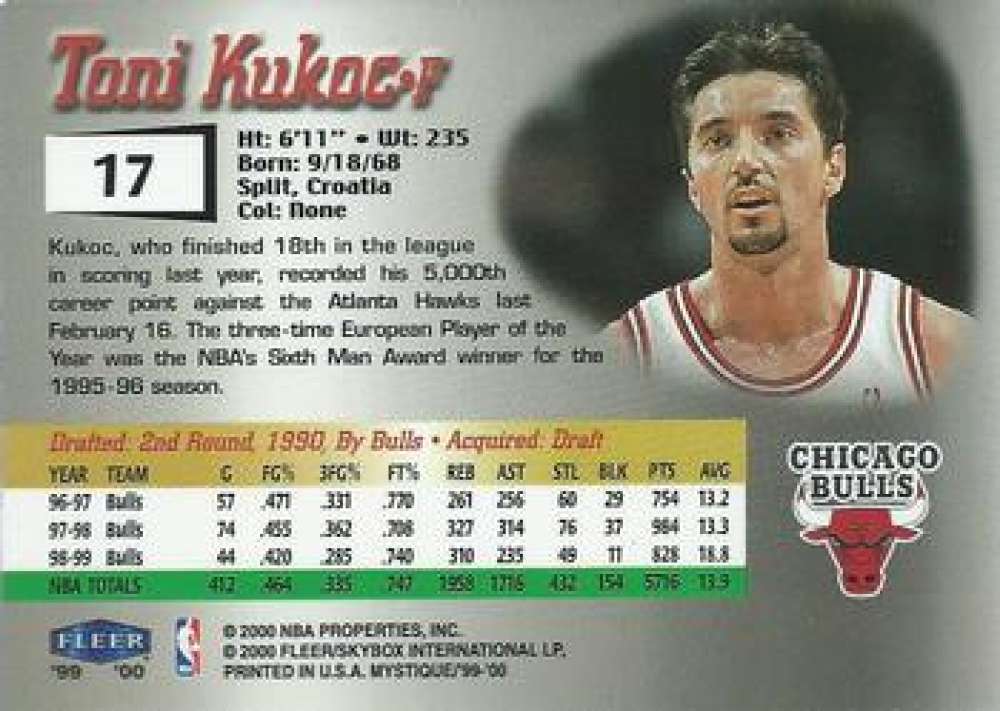 Toni Kukoc•F
17
Ht: 6'11" • Wt: 235
Born: 9/18/68
Split, Croatia
Col: None
Kukoc, who finished 18th in the league
in scoring last year, recorded his 5,000th
career point against the Atlanta Hawks last
February 16. The three-time European Player of the
Year was the NBA's Sixth Man Award winner for the
1995-96 season.
Drafted: 2nd Round, 1990, By Bulls • Acquired: Draft
YEAR TEAM G FG% 3FG% FT% REB AST STL BLK PTS AVG
96-97 Bulls 57 .471 .331 .770 261 256 60 29 754 13.2
97-98 Bulls 74 .455 .362 .708 327 314 76 37 984 13.3
98-99 Bulls 44 .420 .285 .740 310 235 49 11 828 18.8
NBA TOTALS 412 .464 .335 .747 1958 1716 432 154 5716 13.9
CHICAGO
BULLS
FLEER
'99 '00
© 2000 NBA PROPERTIES, INC.
© 2000 FLEER/SKYBOX INTERNATIONAL LP.
PRINTED IN U.S.A. MYSTIQUE/'99-'00